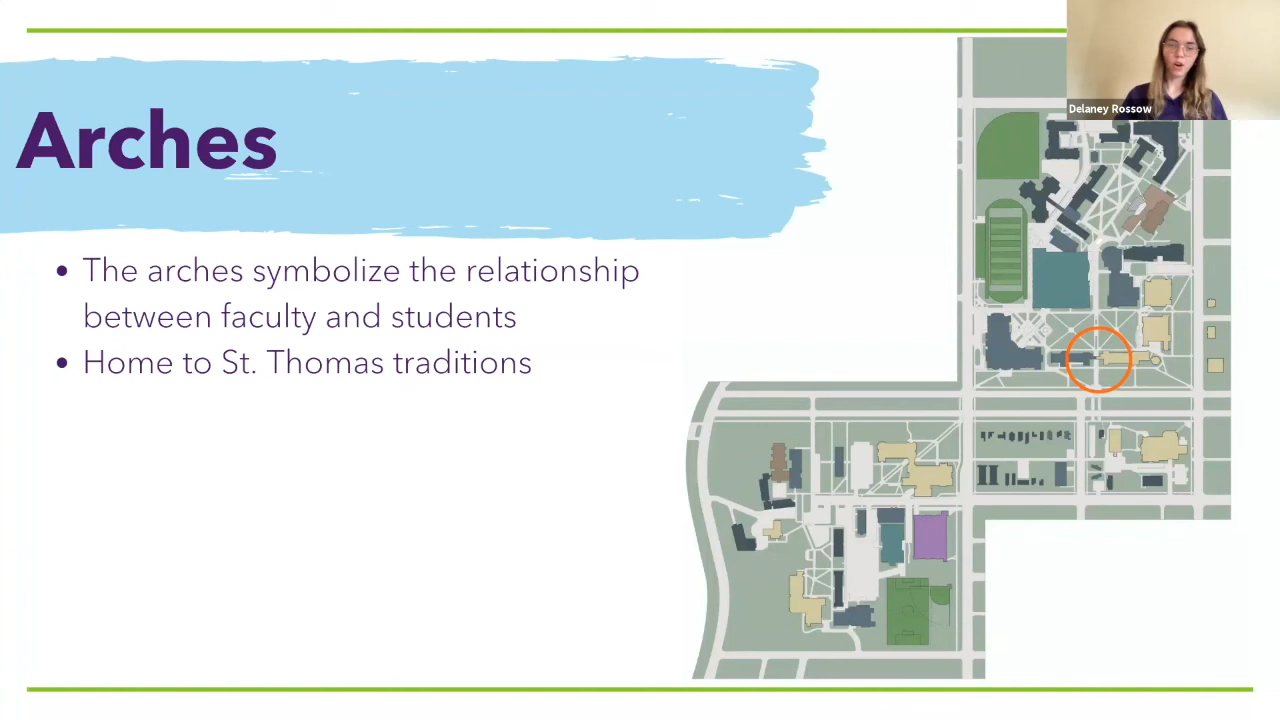 Delaney Rossow
Arches
• The arches symbolize the relationship
between faculty and students
• Home to St. Thomas traditions